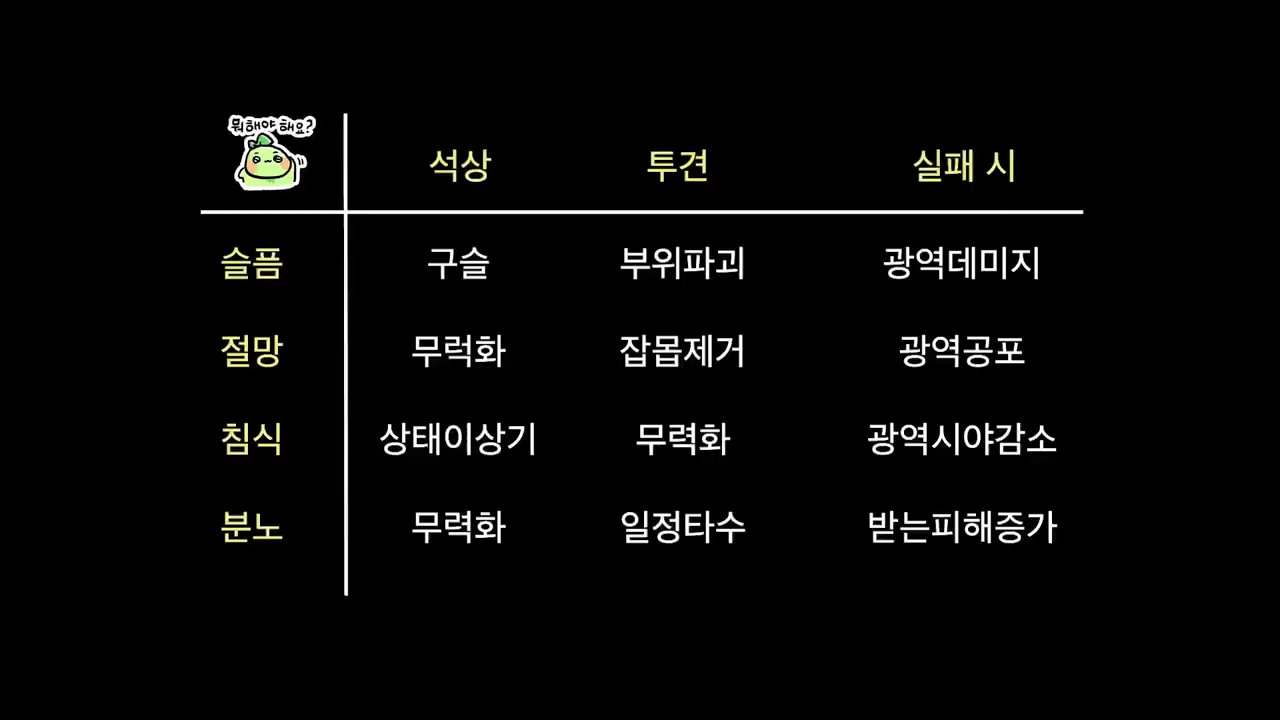 뭐해야 해요?
석상 투견 실패 시
슬픔 구슬 부위파괴 광역데미지
절망 무럭화 잡몹제거 광역공포
침식 상태이상기 무력화 광역시야감소
분노 무력화 일정타수 받는피해증가